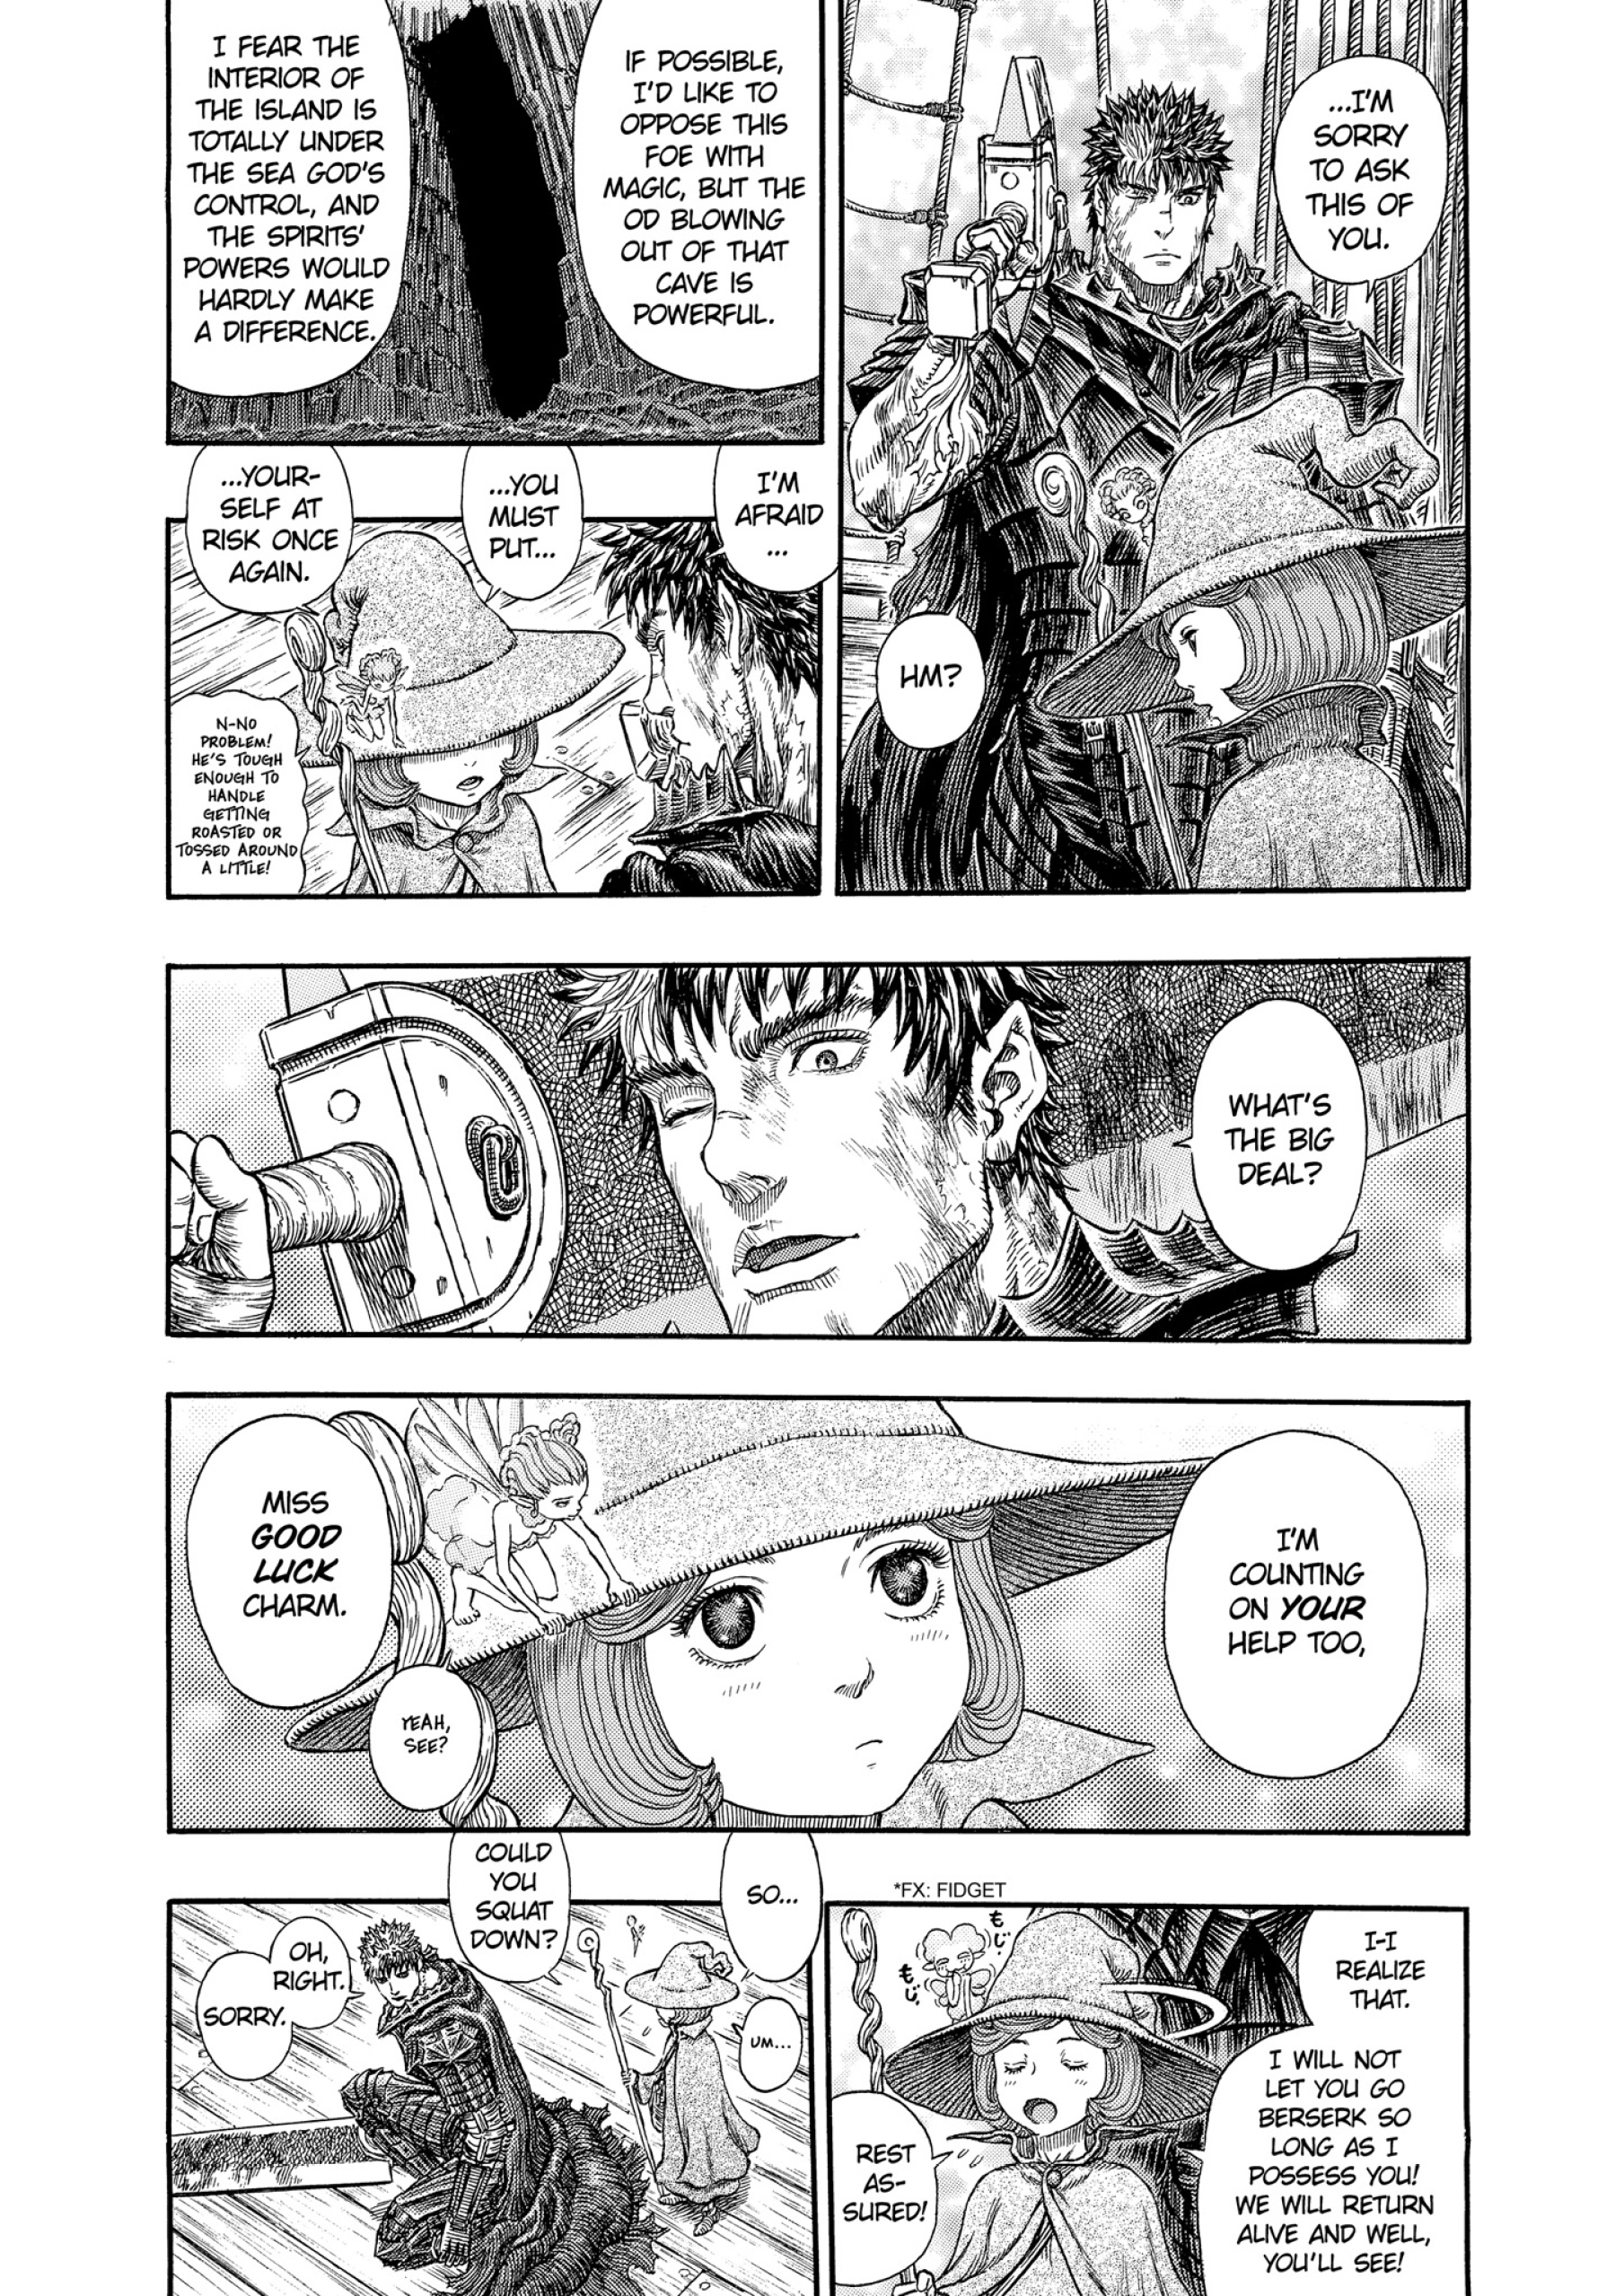 ...I'M
SORRY
TO ASK
THIS OF
YOU.
HM?
IF POSSIBLE,
I'D LIKE TO
OPPOSE THIS
FOE WITH
MAGIC, BUT THE
OD BLOWING
OUT OF THAT
CAVE IS
POWERFUL.
I FEAR THE
INTERIOR OF
THE ISLAND IS
TOTALLY UNDER
THE SEA GOD'S
CONTROL, AND
THE SPIRITS'
POWERS WOULD
HARDLY MAKE
A DIFFERENCE.
I'M
AFRAID
...
...YOU
MUST
PUT...
...YOUR-
SELF AT
RISK ONCE
AGAIN.
N-NO
PROBLEM!
HE'S TOUGH
ENOUGH TO
HANDLE
GETTING
ROASTED OR
TOSSED AROUND
A LITTLE!
WHAT'S
THE BIG
DEAL?
I'M
COUNTING
ON YOUR
HELP TOO,
MISS
GOOD
LUCK
CHARM.
YEAH,
SEE?
*FX: FIDGET
もじ
もじ
I-I
REALIZE
THAT.
I WILL NOT
LET YOU GO
BERSERK SO
LONG AS I
POSSESS YOU!
WE WILL RETURN
ALIVE AND WELL,
YOU'LL SEE!
REST
AS-
SURED!
SO...
UM...
COULD
YOU
SQUAT
DOWN?
OH,
RIGHT.
SORRY.